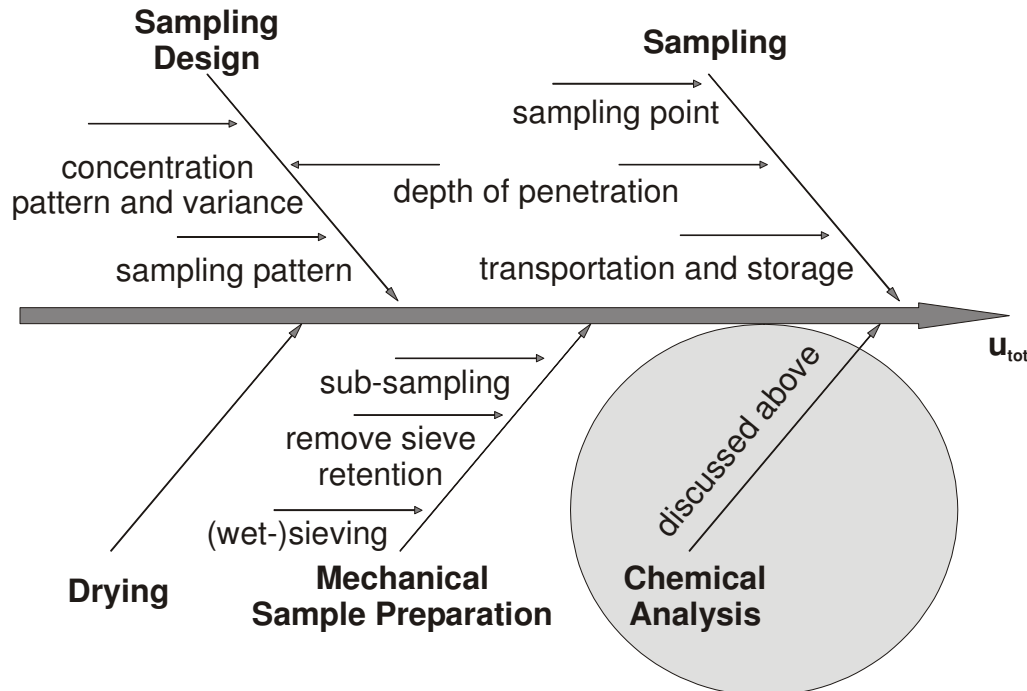 Sampling
Design
Sampling
sampling point
concentration
pattern and variance
depth of penetration
sampling pattern
transportation and storage
u_tot
sub-sampling
remove sieve
retention
(wet-)sieving
discussed above
Drying
Mechanical
Sample Preparation
Chemical
Analysis